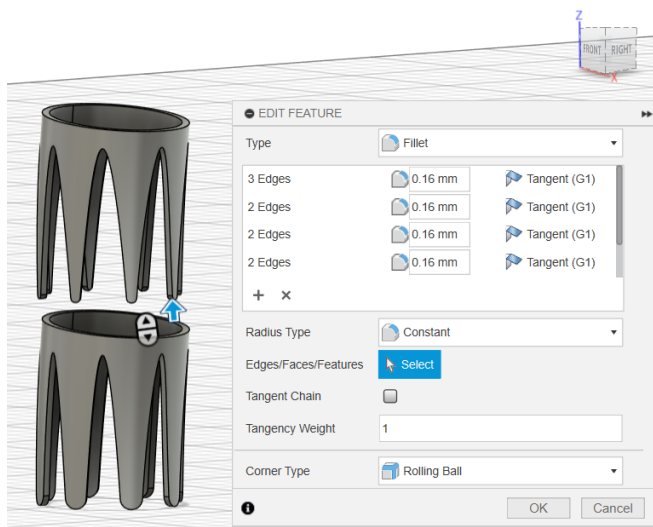 Z
FRONT RIGHT
X
EDIT FEATURE
Type Fillet
3 Edges 0.16 mm Tangent (G1)
2 Edges 0.16 mm Tangent (G1)
2 Edges 0.16 mm Tangent (G1)
2 Edges 0.16 mm Tangent (G1)
Radius Type Constant
Edges/Faces/Features Select
Tangent Chain
Tangency Weight 1
Corner Type Rolling Ball
OK Cancel